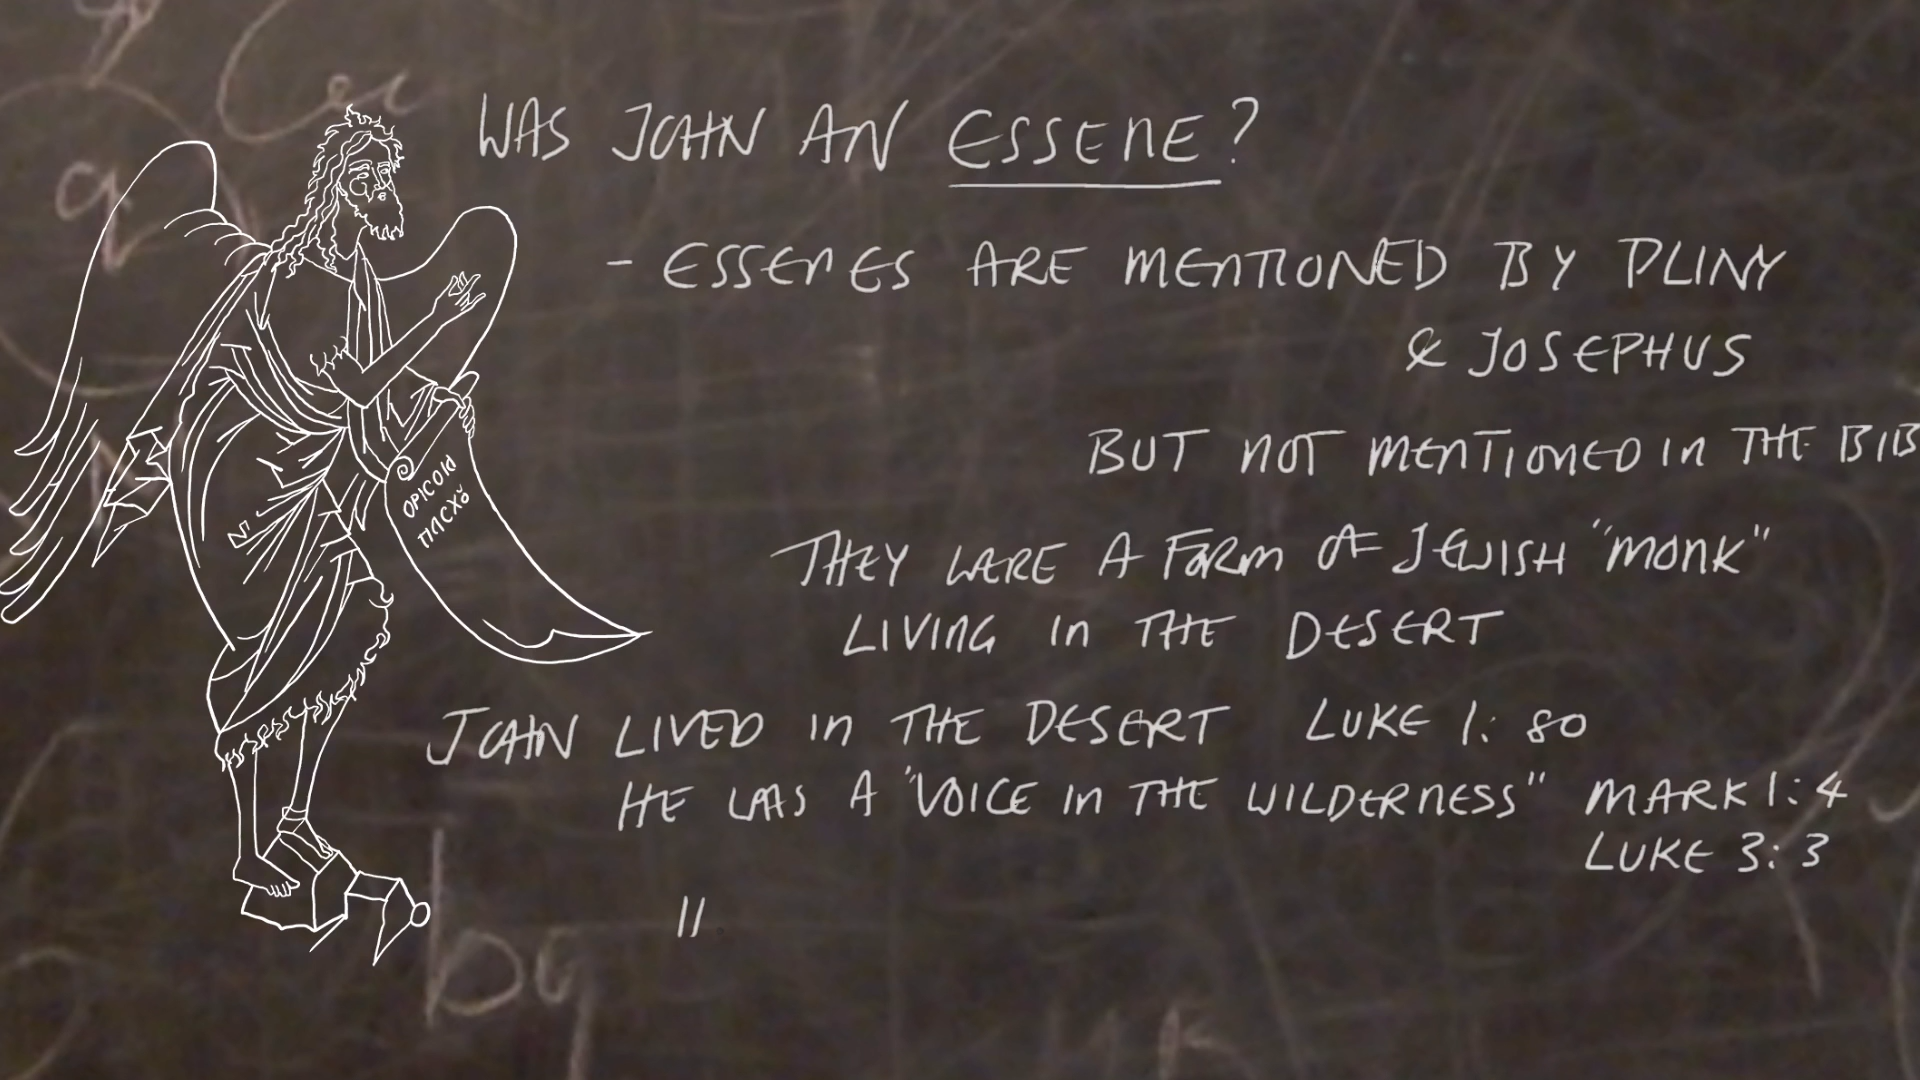 WAS JOHN AN ESSENE?
- ESSENES ARE MENTIONED BY PLINY
& JOSEPHUS
BUT NOT MENTIONED IN THE BIB
THEY WERE A FORM OF JEWISH "MONK"
LIVING IN THE DESERT
JOHN LIVED IN THE DESERT LUKE 1:80
HE WAS A "VOICE IN THE WILDERNESS" MARK 1:4
LUKE 3:3